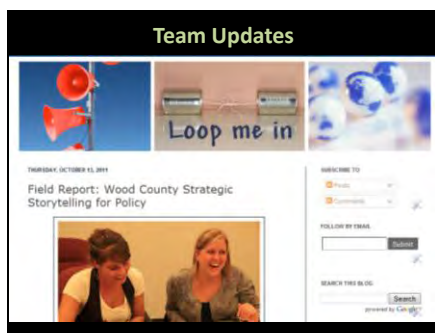 Team Updates
Loop me in
THURSDAY, OCTOBER 13, 2011
Field Report: Wood County Strategic
Storytelling for Policy
SUBSCRIBE TO
Posts
Comments
FOLLOW BY EMAIL
Submit
SEARCH THIS BLOG
Search
powered by Google